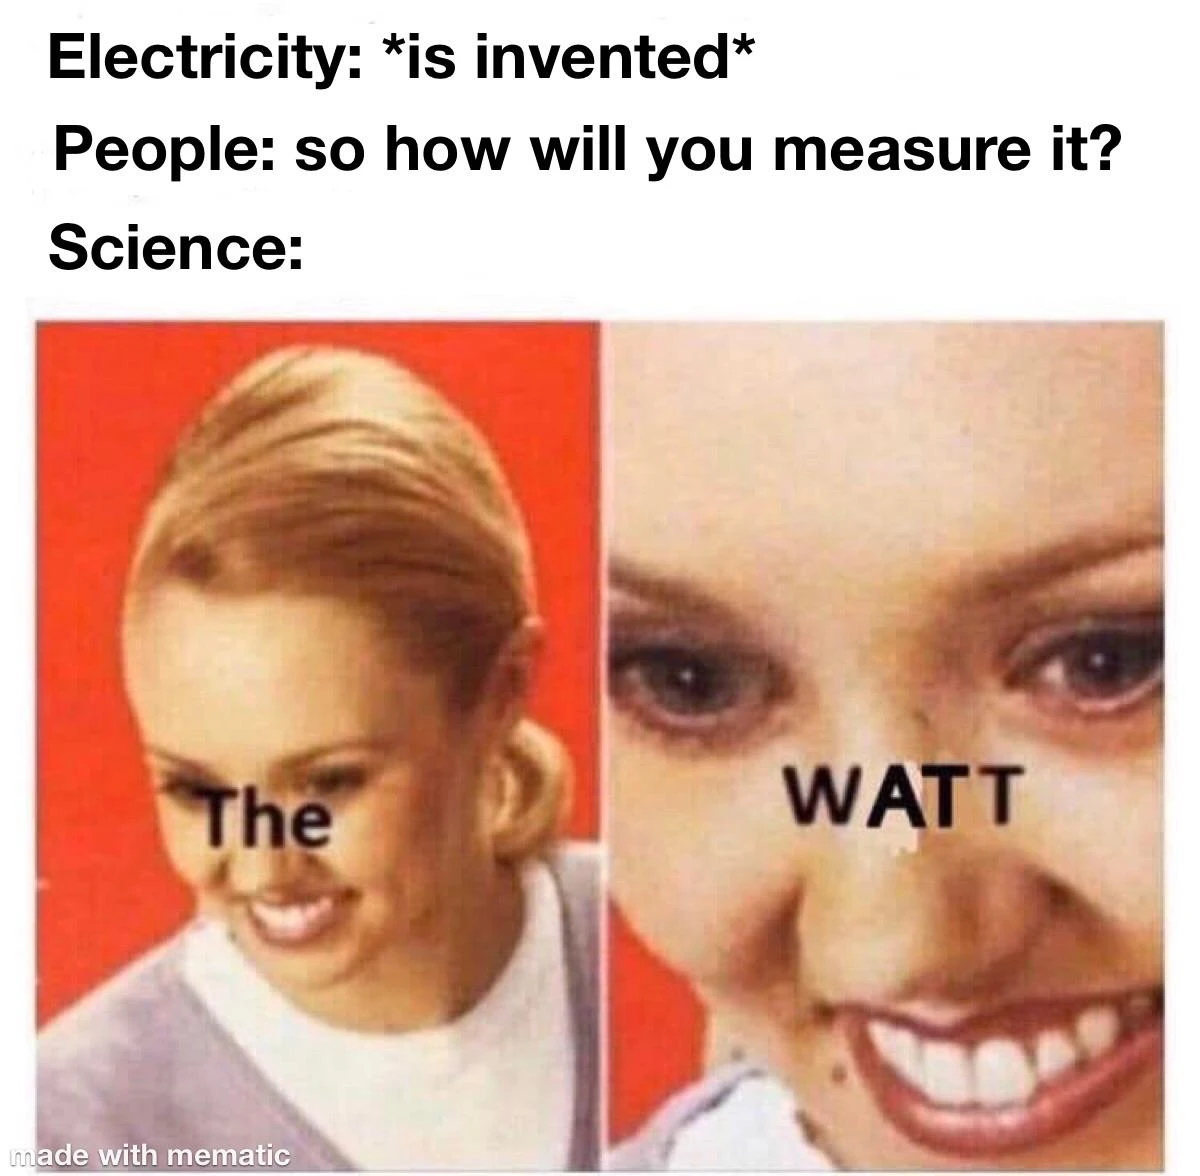 Electricity: *is invented*
People: so how will you measure it?
Science:
The
WATT
made with mematic